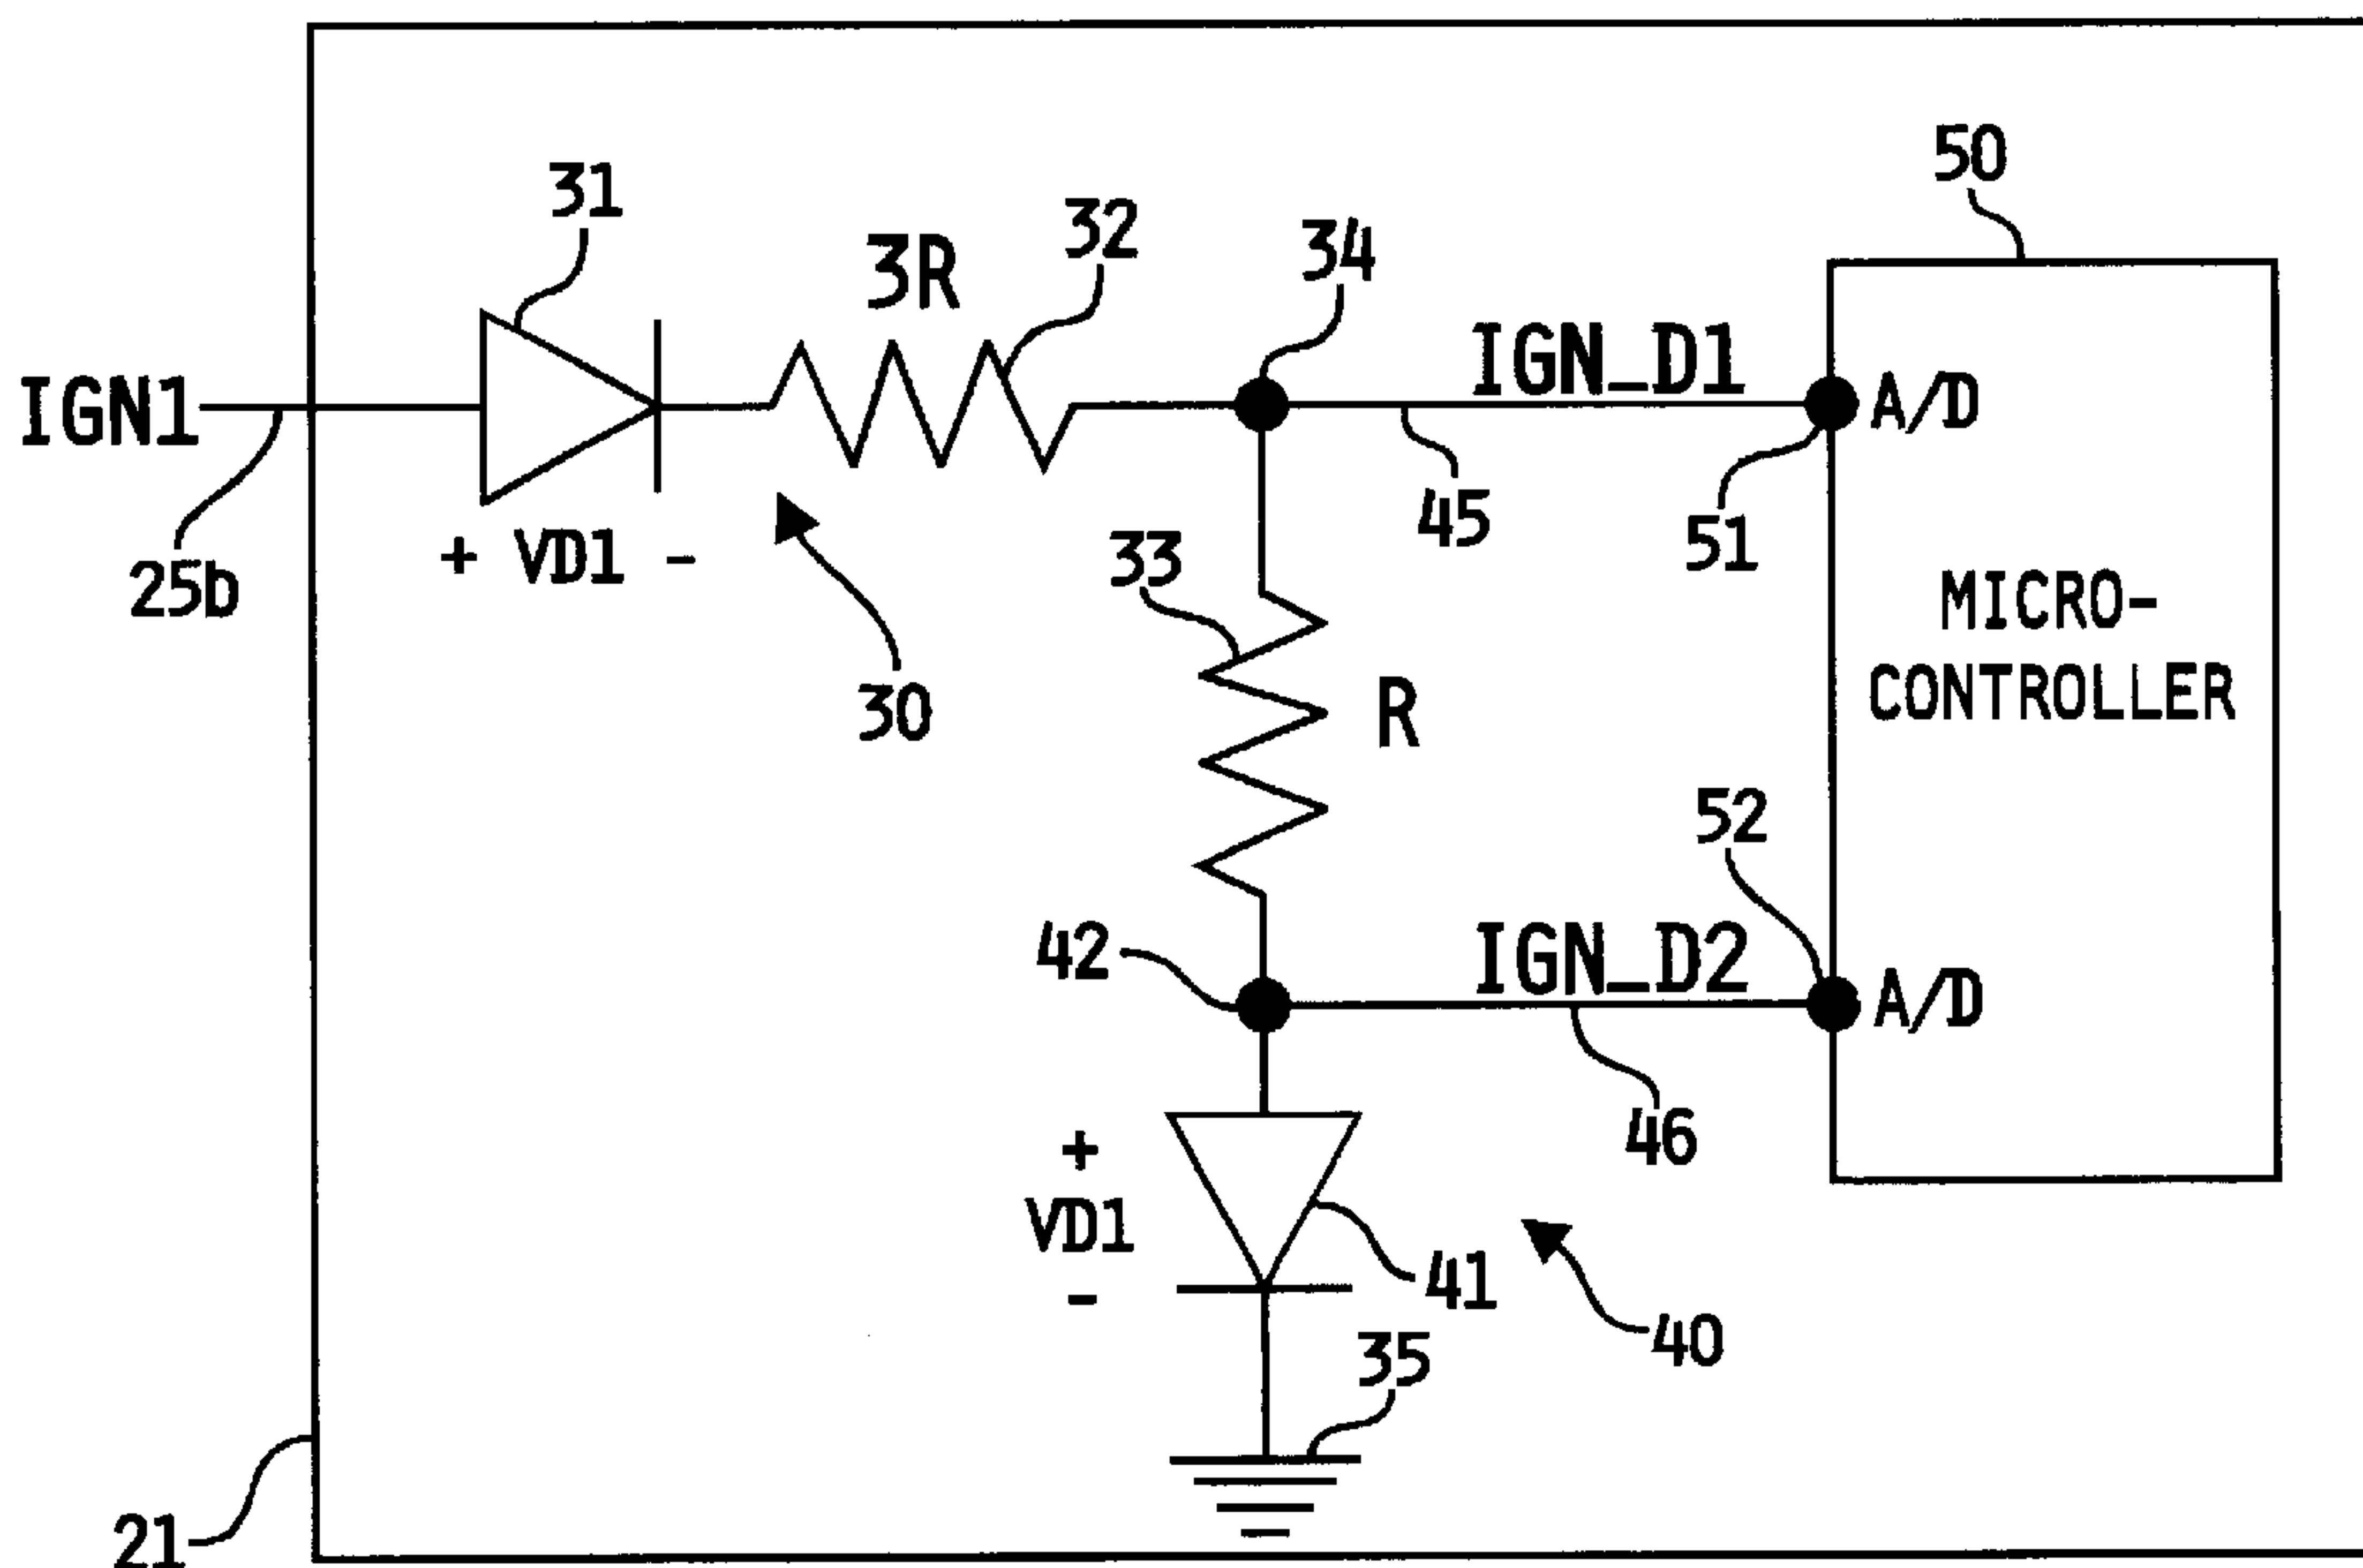 50
31
32
34
3R
IGN_D1
A/D
IGN1
45
51
33
+ VD1 -
25b
MICRO-
CONTROLLER
30
R
52
42
IGN_D2
A/D
46
+
VD1
-
41
40
35
21